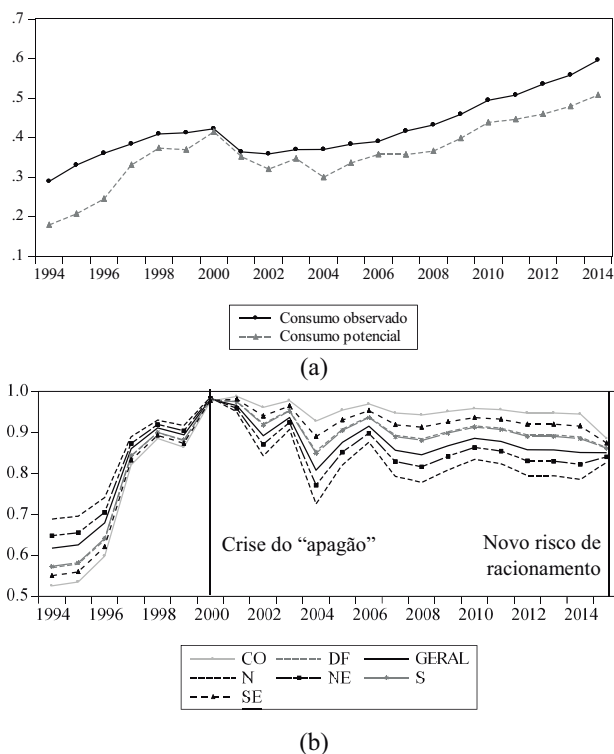 .7
.6
.5
.4
.3
.2
.1
1994 1996 1998 2000 2002 2004 2006 2008 2010 2012 2014
Consumo observado
Consumo potencial
(a)
1.0
0.9
0.8
0.7
0.6
0.5
Crise do “apagão”
Novo risco de
racionamento
1994 1996 1998 2000 2002 2004 2006 2008 2010 2012 2014
CO DF GERAL
N NE S
SE
(b)